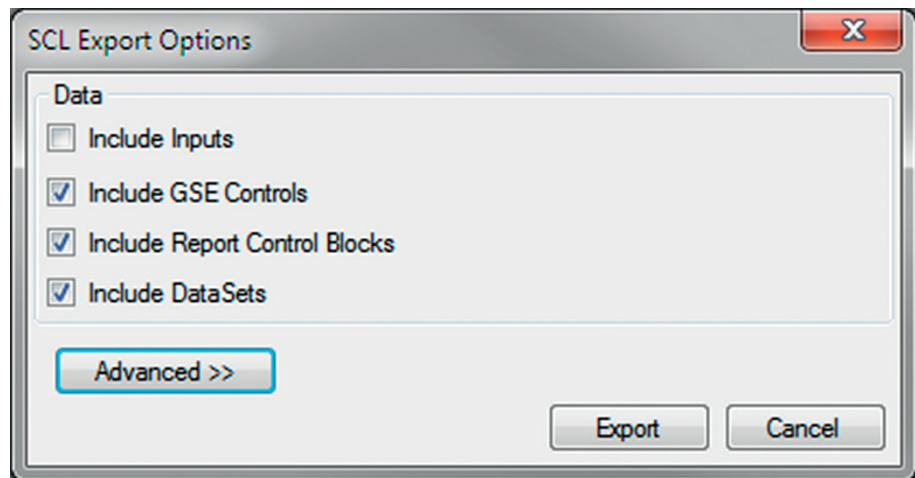 SCL Export Options
Data
Include Inputs
Include GSE Controls
Include Report Control Blocks
Include DataSets
Advanced >>
Export
Cancel